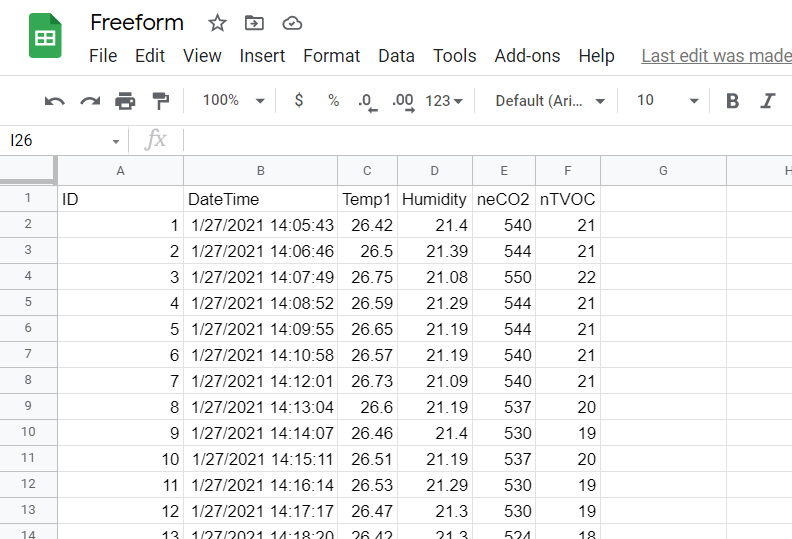 Freeform
File Edit View Insert Format Data Tools Add-ons Help Last edit was made
100% $ % .0 .00 123 Default (Ari... 10 B I
I26 fx
A B C D E F G H
1 ID DateTime Temp1 Humidity neCO2 nTVOC
2 1 1/27/2021 14:05:43 26.42 21.4 540 21
3 2 1/27/2021 14:06:46 26.5 21.39 544 21
4 3 1/27/2021 14:07:49 26.75 21.08 550 22
5 4 1/27/2021 14:08:52 26.59 21.29 544 21
6 5 1/27/2021 14:09:55 26.65 21.19 544 21
7 6 1/27/2021 14:10:58 26.57 21.19 540 21
8 7 1/27/2021 14:12:01 26.73 21.09 540 21
9 8 1/27/2021 14:13:04 26.6 21.19 537 20
10 9 1/27/2021 14:14:07 26.46 21.4 530 19
11 10 1/27/2021 14:15:11 26.51 21.19 537 20
12 11 1/27/2021 14:16:14 26.53 21.29 530 19
13 12 1/27/2021 14:17:17 26.47 21.3 530 19
14 13 1/27/2021 14:18:20 26.42 21.3 524 18